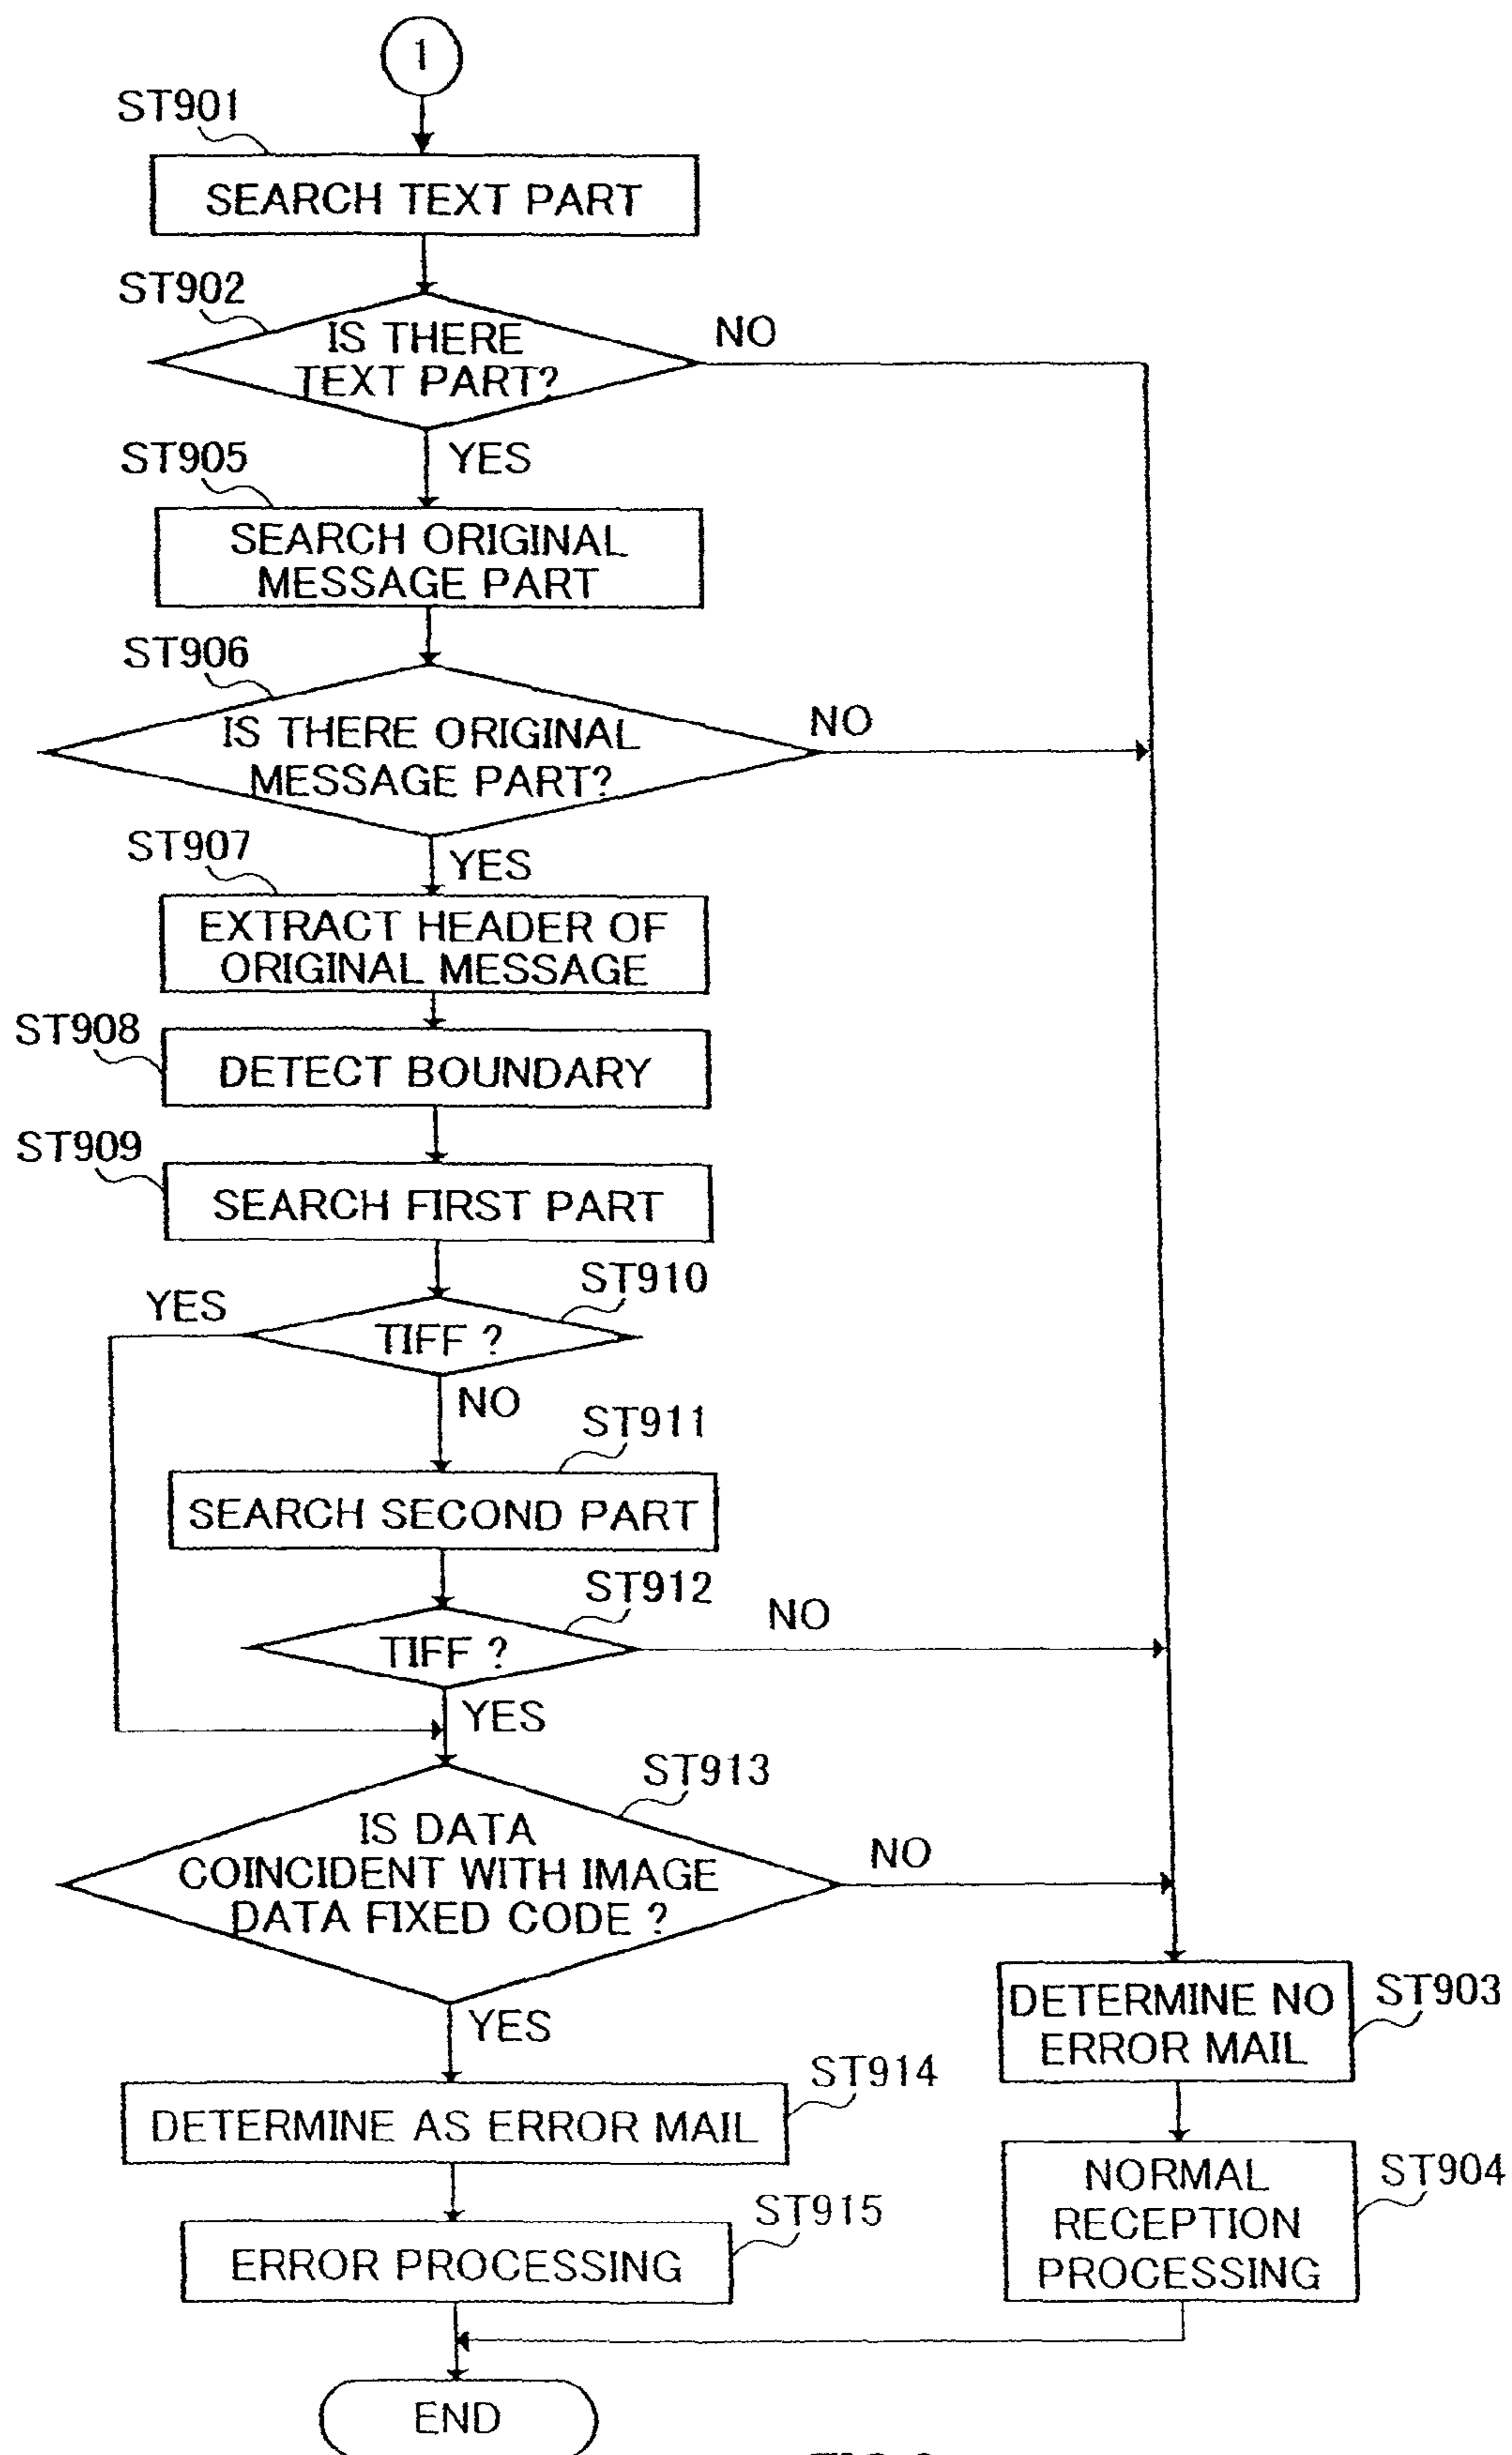 1
ST901
SEARCH TEXT PART
ST902
IS THERE
TEXT PART?
NO
YES
ST905
SEARCH ORIGINAL
MESSAGE PART
ST906
IS THERE ORIGINAL
MESSAGE PART?
NO
YES
ST907
EXTRACT HEADER OF
ORIGINAL MESSAGE
ST908
DETECT BOUNDARY
ST909
SEARCH FIRST PART
ST910
YES
TIFF ?
NO
ST911
SEARCH SECOND PART
ST912
TIFF ?
NO
YES
ST913
IS DATA
COINCIDENT WITH IMAGE
DATA FIXED CODE ?
NO
YES
DETERMINE NO
ERROR MAIL
ST903
ST914
DETERMINE AS ERROR MAIL
NORMAL
RECEPTION
PROCESSING
ST904
ST915
ERROR PROCESSING
END